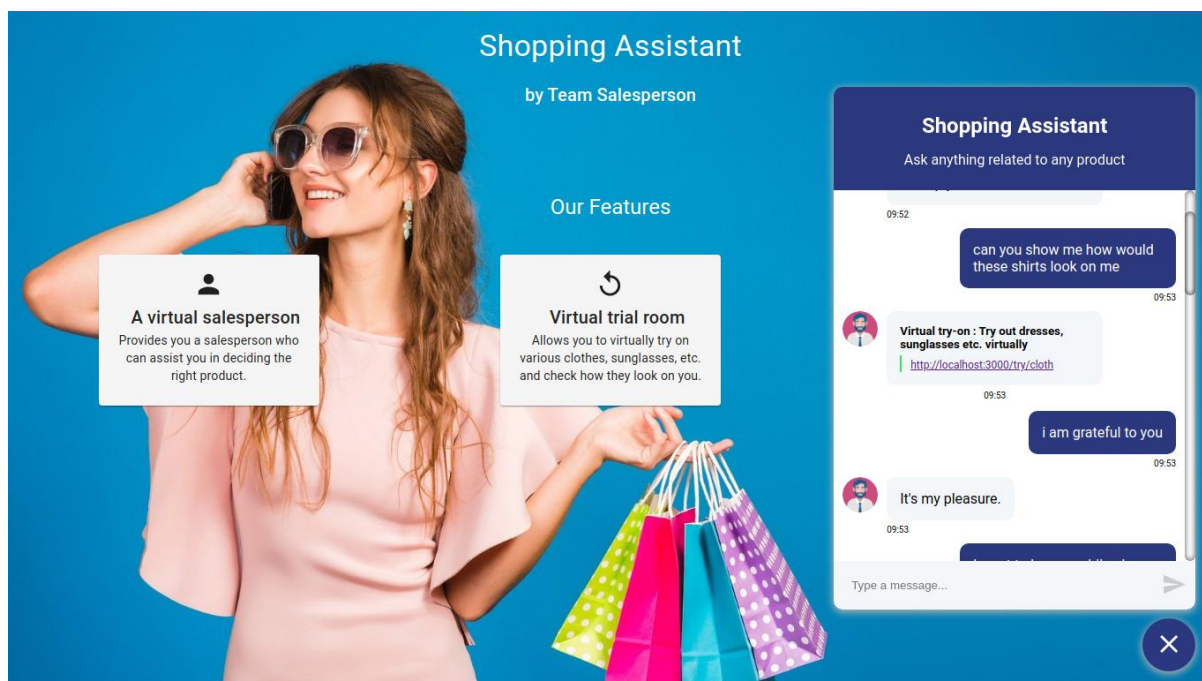 Shopping Assistant
by Team Salesperson
Our Features
A virtual salesperson
Provides you a salesperson who
can assist you in deciding the
right product.
Virtual trial room
Allows you to virtually try on
various clothes, sunglasses, etc.
and check how they look on you.
Shopping Assistant
Ask anything related to any product
09:52
can you show me how would
these shirts look on me
09:53
Virtual try-on : Try out dresses,
sunglasses etc. virtually
http://localhost:3000/try/cloth
09:53
i am grateful to you
09:53
It's my pleasure.
09:53
Type a message...